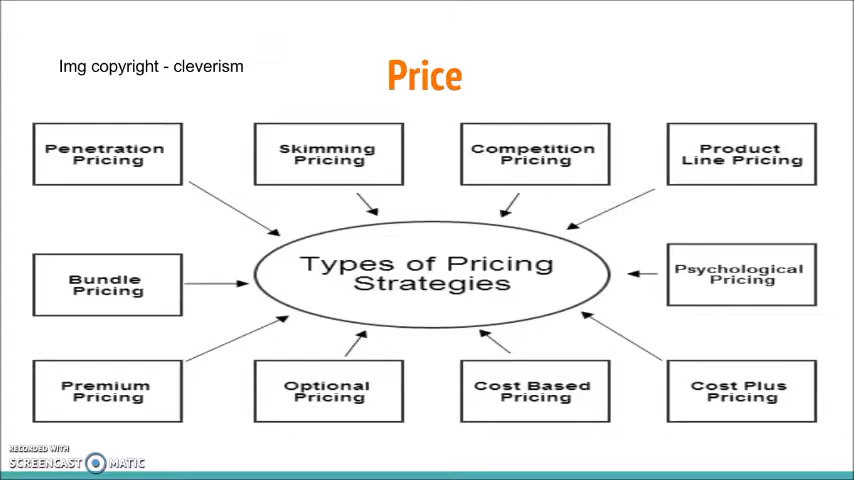 Img copyright - cleverism
Price
Penetration
Pricing
Skimming
Pricing
Competition
Pricing
Product
Line Pricing
Types of Pricing
Strategies
Bundle
Pricing
Psychological
Pricing
Premium
Pricing
Optional
Pricing
Cost Based
Pricing
Cost Plus
Pricing
RECORDED WITH
SCREENCAST MATIC